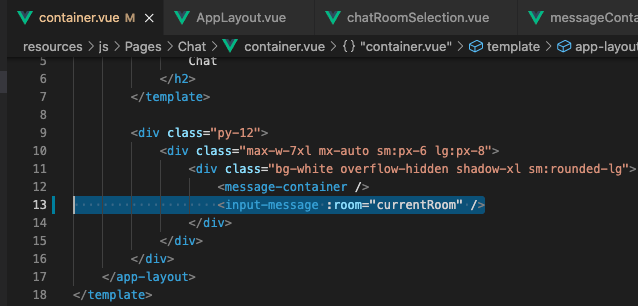 container.vue M × AppLayout.vue chatRoomSelection.vue messageConta
resources > js > Pages > Chat > container.vue > {} "container.vue" > template > app-layout
5 Chat
6 </h2>
7 </template>
8
9 <div class="py-12">
10 <div class="max-w-7xl mx-auto sm:px-6 lg:px-8">
11 <div class="bg-white overflow-hidden shadow-xl sm:rounded-lg">
12 <message-container />
13 <input-message :room="currentRoom" />
14 </div>
15 </div>
16 </div>
17 </app-layout>
18 </template>